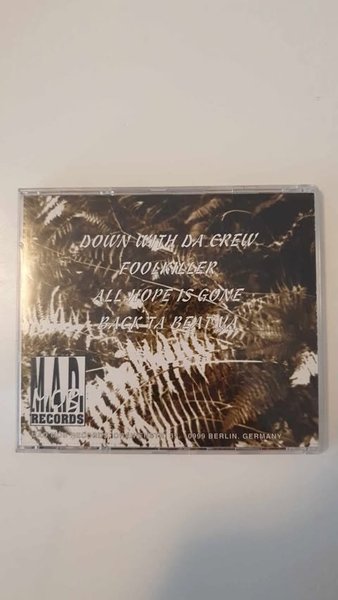 DOWN WITH DA CREW
FOOLKILLER
ALL HOPE IS GONE
BACK TA BEAT YA
MAD
MOB
RECORDS
BERLIN, GERMANY